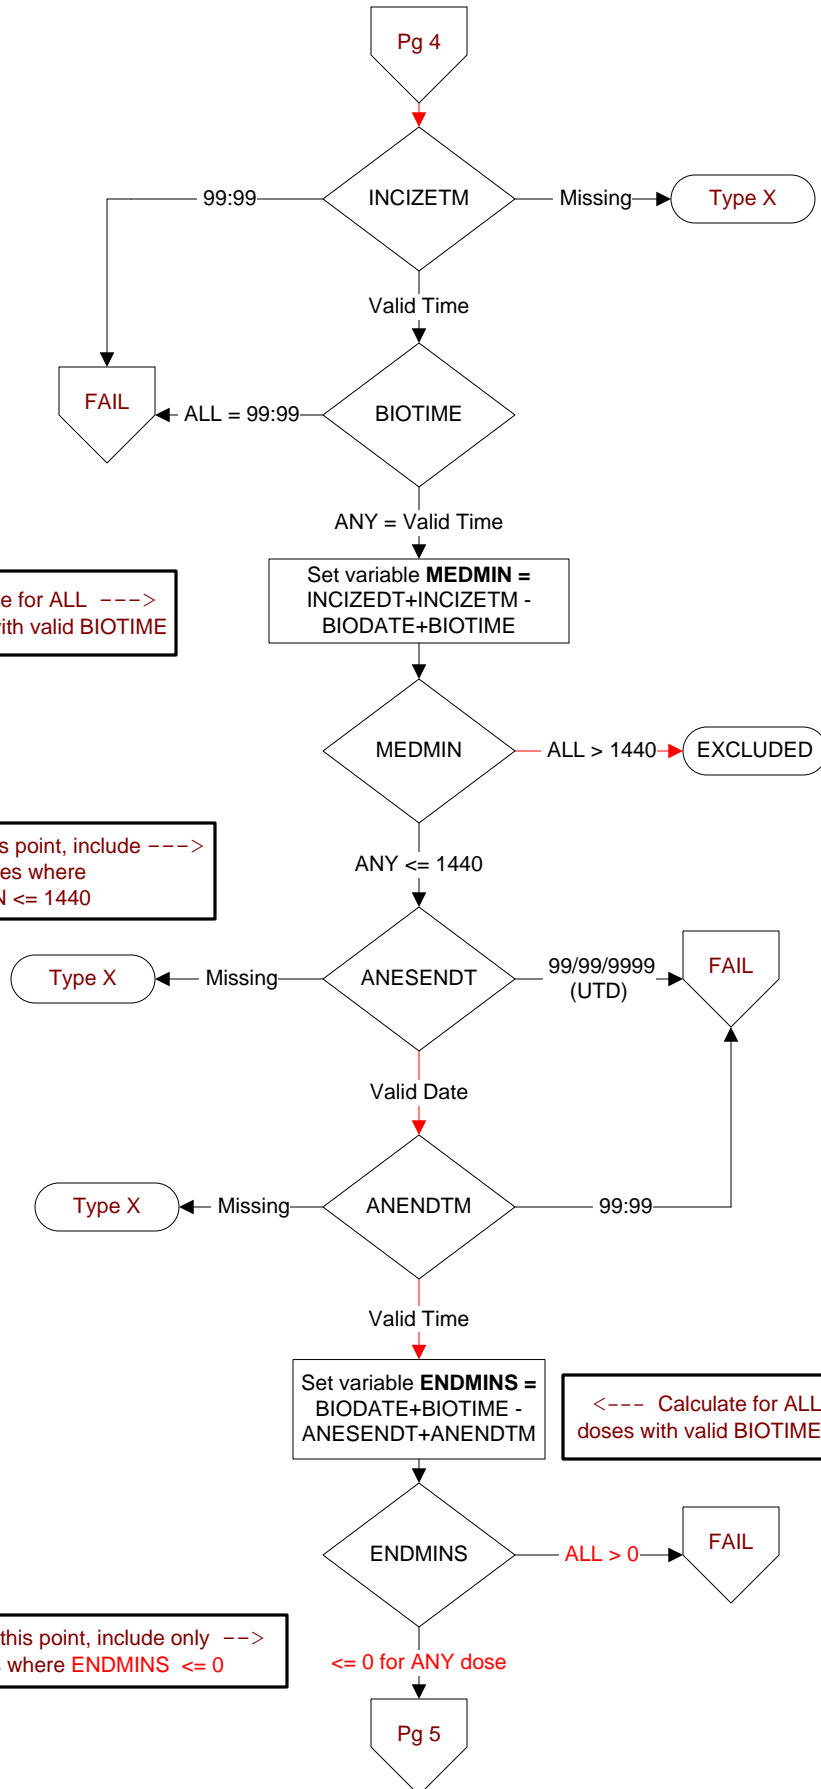 Pg 4
99:99
INCIZETM
Missing
Type X
Valid Time
FAIL
ALL = 99:99
BIOTIME
ANY = Valid Time
e for ALL --->
with valid BIOTIME
Set variable MEDMIN =
INCIZEDT+INCIZETM -
BIODATE+BIOTIME
MEDMIN
ALL > 1440
EXCLUDED
s point, include --->
es where
N <= 1440
ANY <= 1440
Type X
Missing
ANESENDT
99/99/9999
(UTD)
FAIL
Valid Date
Type X
Missing
ANENDTM
99:99
Valid Time
Set variable ENDMINS =
BIODATE+BIOTIME -
ANESENDT+ANENDTM
<--- Calculate for ALL
doses with valid BIOTIME
ENDMINS
ALL > 0
FAIL
this point, include only -->
s where ENDMINS <= 0
<= 0 for ANY dose
Pg 5